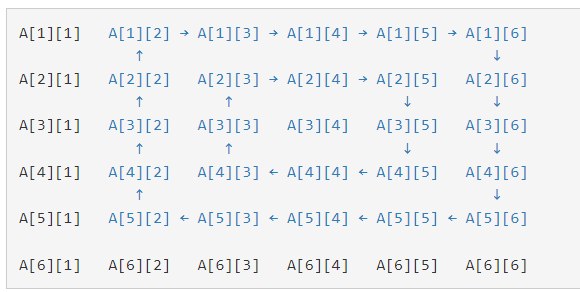 A[1][1] A[1][2] → A[1][3] → A[1][4] → A[1][5] → A[1][6]
↑ ↓
A[2][1] A[2][2] A[2][3] → A[2][4] → A[2][5] A[2][6]
↑ ↑ ↓ ↓
A[3][1] A[3][2] A[3][3] A[3][4] A[3][5] A[3][6]
↑ ↑ ↓ ↓
A[4][1] A[4][2] A[4][3] ← A[4][4] ← A[4][5] A[4][6]
↑ ↓
A[5][1] A[5][2] ← A[5][3] ← A[5][4] ← A[5][5] ← A[5][6]
A[6][1] A[6][2] A[6][3] A[6][4] A[6][5] A[6][6]